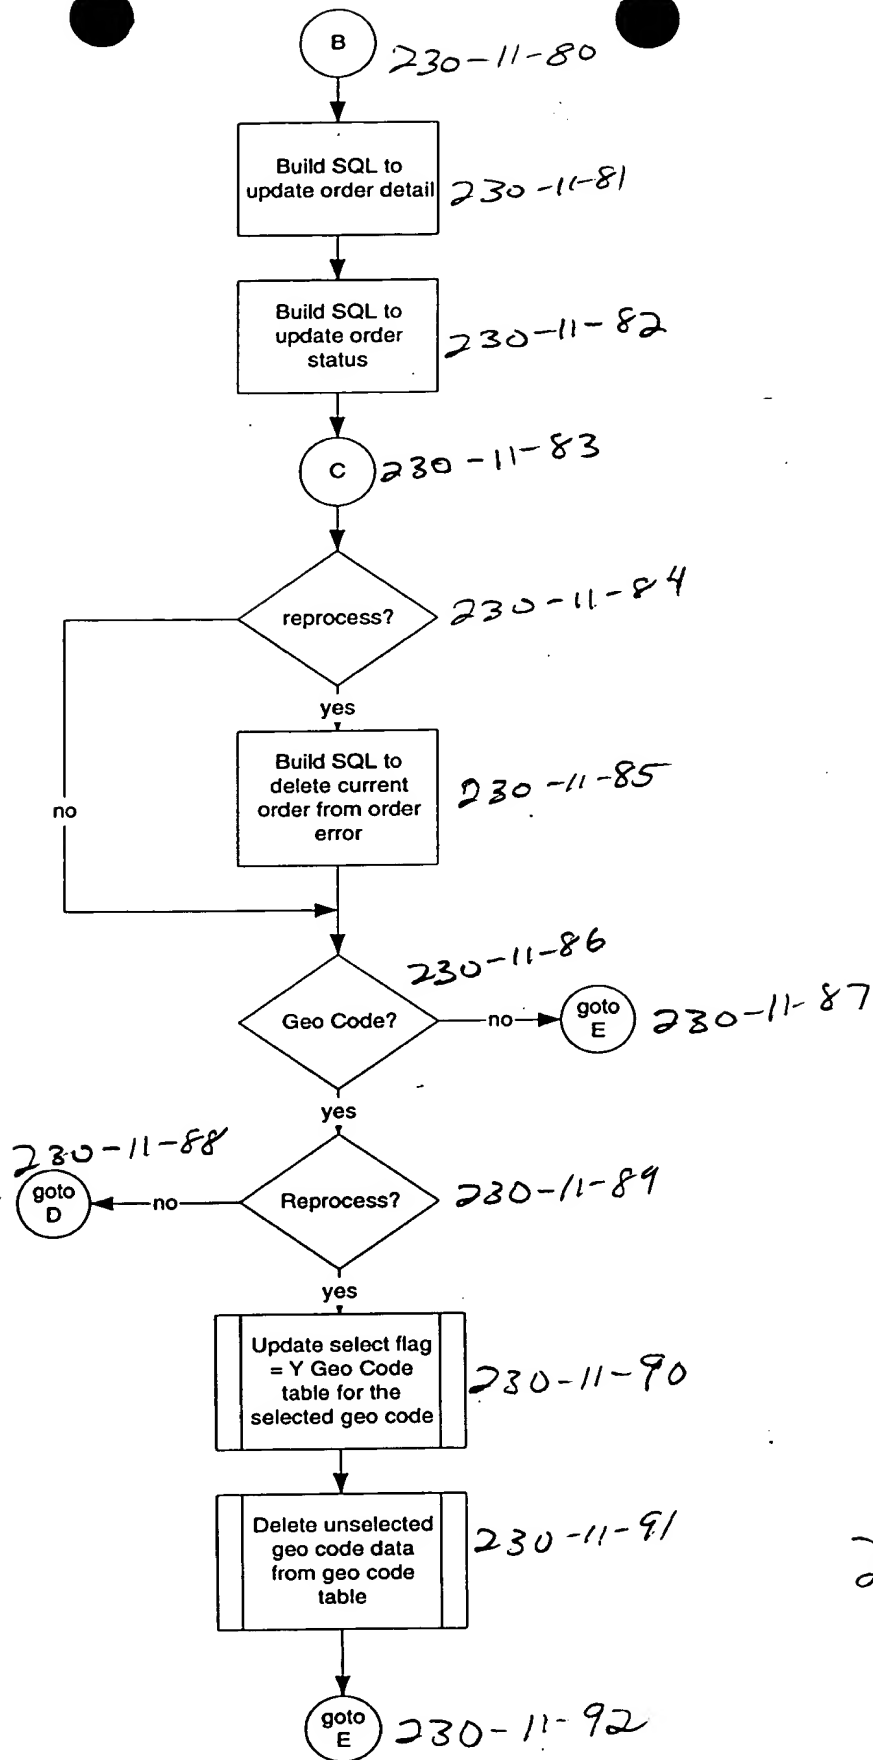 B
230-11-80
Build SQL to
update order detail
230-11-81
Build SQL to
update order
status
230-11-82
C
230-11-83
reprocess?
230-11-84
yes
no
Build SQL to
delete current
order from order
error
230-11-85
Geo Code?
230-11-86
no
goto
E
230-11-87
yes
230-11-88
goto
D
no
Reprocess?
230-11-89
yes
Update select flag
= Y Geo Code
table for the
selected geo code
230-11-90
Delete unselected
geo code data
from geo code
table
230-11-91
goto
E
230-11-92